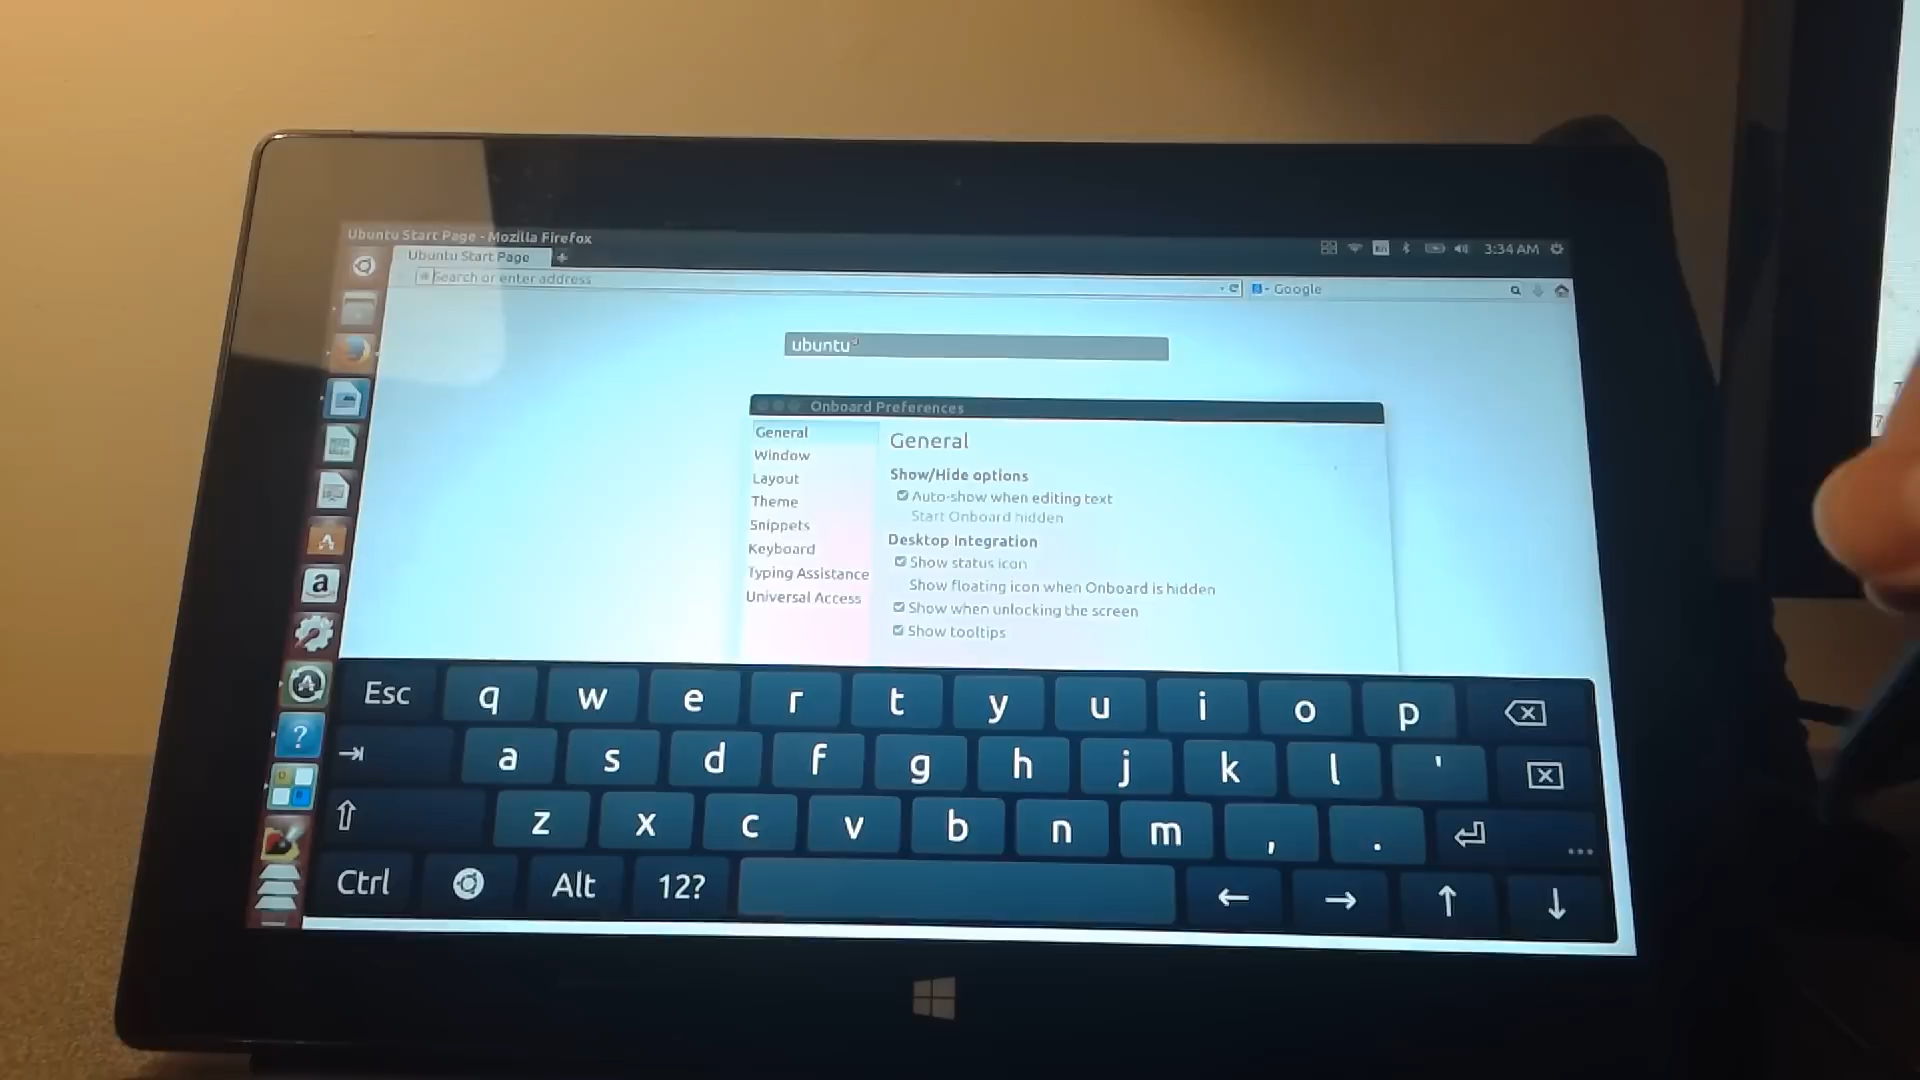 Ubuntu Start Page - Mozilla Firefox
3:34 AM
Ubuntu Start Page
Search or enter address
Google
ubuntu
Onboard Preferences
General
Window
Layout
Theme
Snippets
Keyboard
Typing Assistance
Universal Access
General
Show/Hide options
Auto-show when editing text
Start Onboard hidden
Desktop Integration
Show status icon
Show floating icon when Onboard is hidden
Show when unlocking the screen
Show tooltips
a
?
Esc q w e r t y u i o p
a s d f g h j k l '
z x c v b n m , . ...
Ctrl Alt 12? ← → ↑ ↓